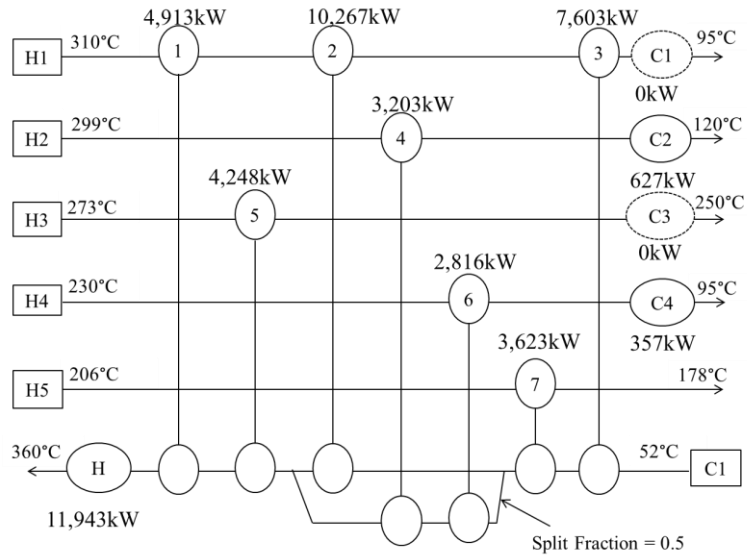 4,913kW 10,267kW 7,603kW
H1 310°C 1 2 3 C1 95°C
0kW
3,203kW
H2 299°C 4 C2 120°C
627kW
4,248kW
H3 273°C 5 C3 250°C
0kW
2,816kW
H4 230°C 6 C4 95°C
357kW
3,623kW
H5 206°C 7 178°C
360°C H 52°C C1
11,943kW
Split Fraction = 0.5